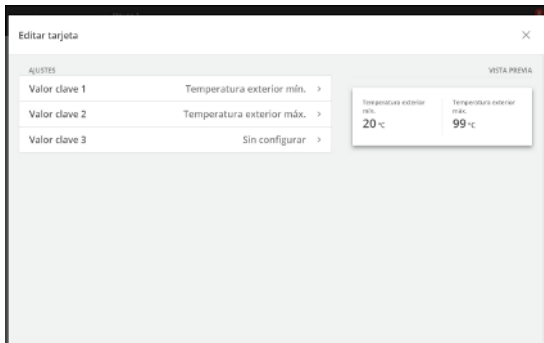 Editar tarjeta
AJUSTES
VISTA PREVIA
Valor clave 1 Temperatura exterior mín. >
Valor clave 2 Temperatura exterior máx. >
Valor clave 3 Sin configurar >
Temperatura exterior
mín.
20 °C
Temperatura exterior
máx.
99 °C